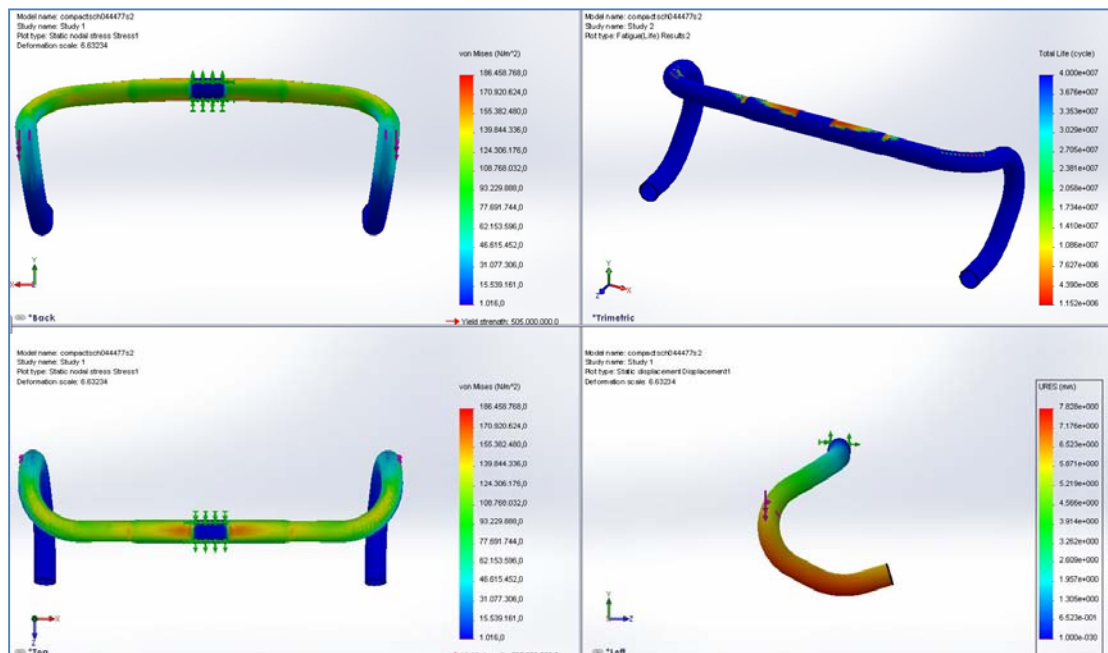 Model name: compactsch044477s2
Study name: Study 1
Plot type: Static nodal stress Stress1
Deformation scale: 6.63234
von Mises (N/m^2)
186.458.768,0
170.920.624,0
155.382.480,0
139.844.336,0
124.306.176,0
108.768.032,0
93.229.888,0
77.691.744,0
62.153.596,0
46.615.452,0
31.077.306,0
15.539.161,0
1.016,0
Yield strength: 505.000.000,0
Y
X
Z
*Back
Model name: compactsch044477s2
Study name: Study 2
Plot type: Fatigue(Life) Results2
Total Life (cycle)
4.000e+007
3.676e+007
3.353e+007
3.029e+007
2.705e+007
2.381e+007
2.058e+007
1.734e+007
1.410e+007
1.086e+007
7.627e+006
4.390e+006
1.152e+006
Y
X
Z
*Trimetric
Model name: compactsch044477s2
Study name: Study 1
Plot type: Static nodal stress Stress1
Deformation scale: 6.63234
von Mises (N/m^2)
186.458.768,0
170.920.624,0
155.382.480,0
139.844.336,0
124.306.176,0
108.768.032,0
93.229.888,0
77.691.744,0
62.153.596,0
46.615.452,0
31.077.306,0
15.539.161,0
1.016,0
X
Z
*Top
Model name: compactsch044477s2
Study name: Study 1
Plot type: Static displacement Displacement1
Deformation scale: 6.63234
URES (mm)
7.828e+000
7.176e+000
6.523e+000
5.871e+000
5.219e+000
4.566e+000
3.914e+000
3.262e+000
2.609e+000
1.957e+000
1.305e+000
6.523e-001
1.000e-030
Y
Z
*Left